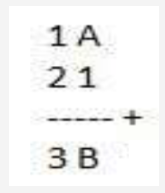 1 A
2 1
----- +
3 B